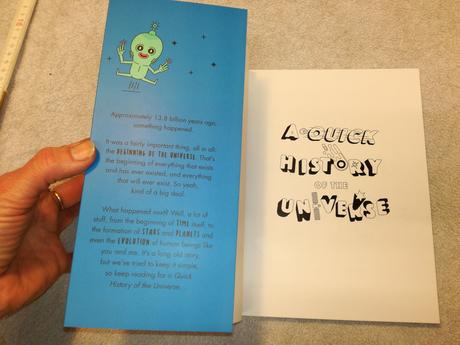 Approximately 13.8 billion years ago,
something happened.
It was a fairly important thing, all in all:
the BEGINNING OF THE UNIVERSE. That's
the beginning of everything that exists
and has ever existed, and everything
that will ever exist. So yeah,
kind of a big deal.
What happened next? Well, a lot of
stuff, from the beginning of TIME itself, to
the formation of STARS and PLANETS and
even the EVOLUTION of human beings like
you and me. It's a long old story,
but we've tried to keep it simple,
so keep reading for a Quick
History of the Universe.
A QUICK
HISTORY
OF THE
UNIVERSE